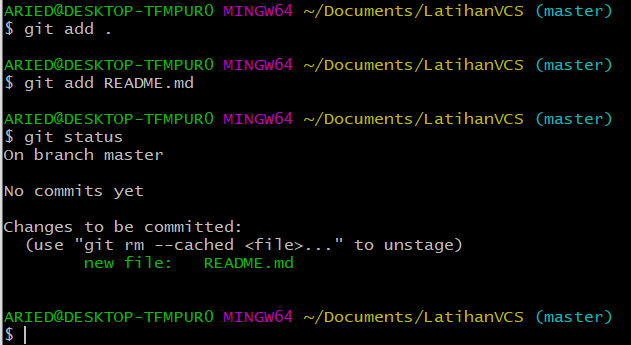 ARIED@DESKTOP-TFMPUR0 MINGW64 ~/Documents/LatihanVCS (master)
$ git add .
ARIED@DESKTOP-TFMPUR0 MINGW64 ~/Documents/LatihanVCS (master)
$ git add README.md
ARIED@DESKTOP-TFMPUR0 MINGW64 ~/Documents/LatihanVCS (master)
$ git status
On branch master
No commits yet
Changes to be committed:
  (use "git rm --cached <file>..." to unstage)
        new file:   README.md
ARIED@DESKTOP-TFMPUR0 MINGW64 ~/Documents/LatihanVCS (master)
$